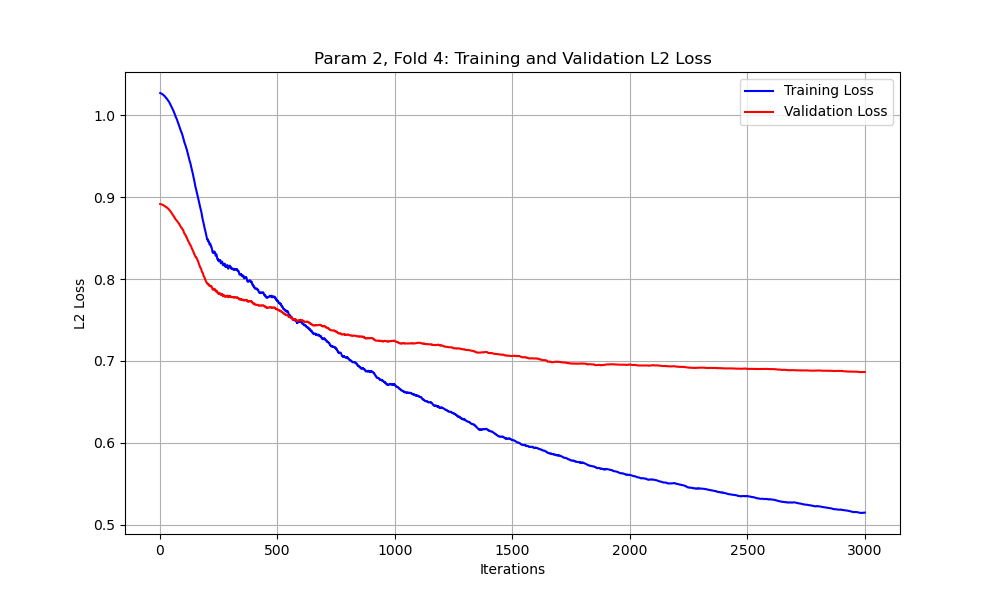 Param 2, Fold 4: Training and Validation L2 Loss
Training Loss
Validation Loss
L2 Loss
1.0
0.9
0.8
0.7
0.6
0.5
0
500
1000
1500
2000
2500
3000
Iterations